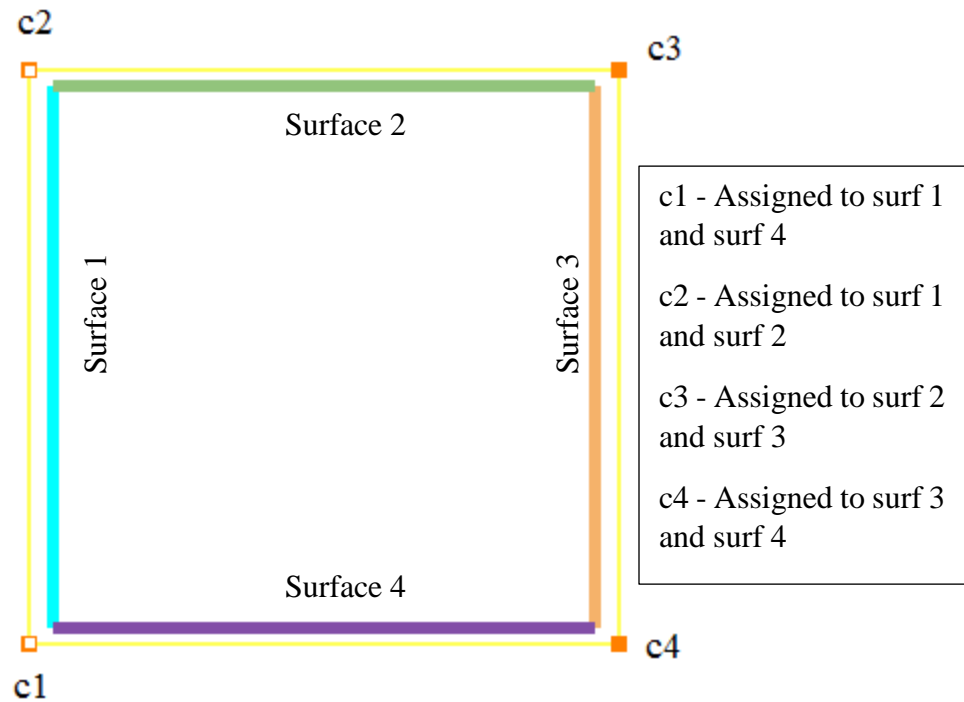 c2
c3
Surface 2
Surface 1
Surface 3
c1 - Assigned to surf 1
and surf 4
c2 - Assigned to surf 1
and surf 2
c3 - Assigned to surf 2
and surf 3
c4 - Assigned to surf 3
and surf 4
Surface 4
c4
c1